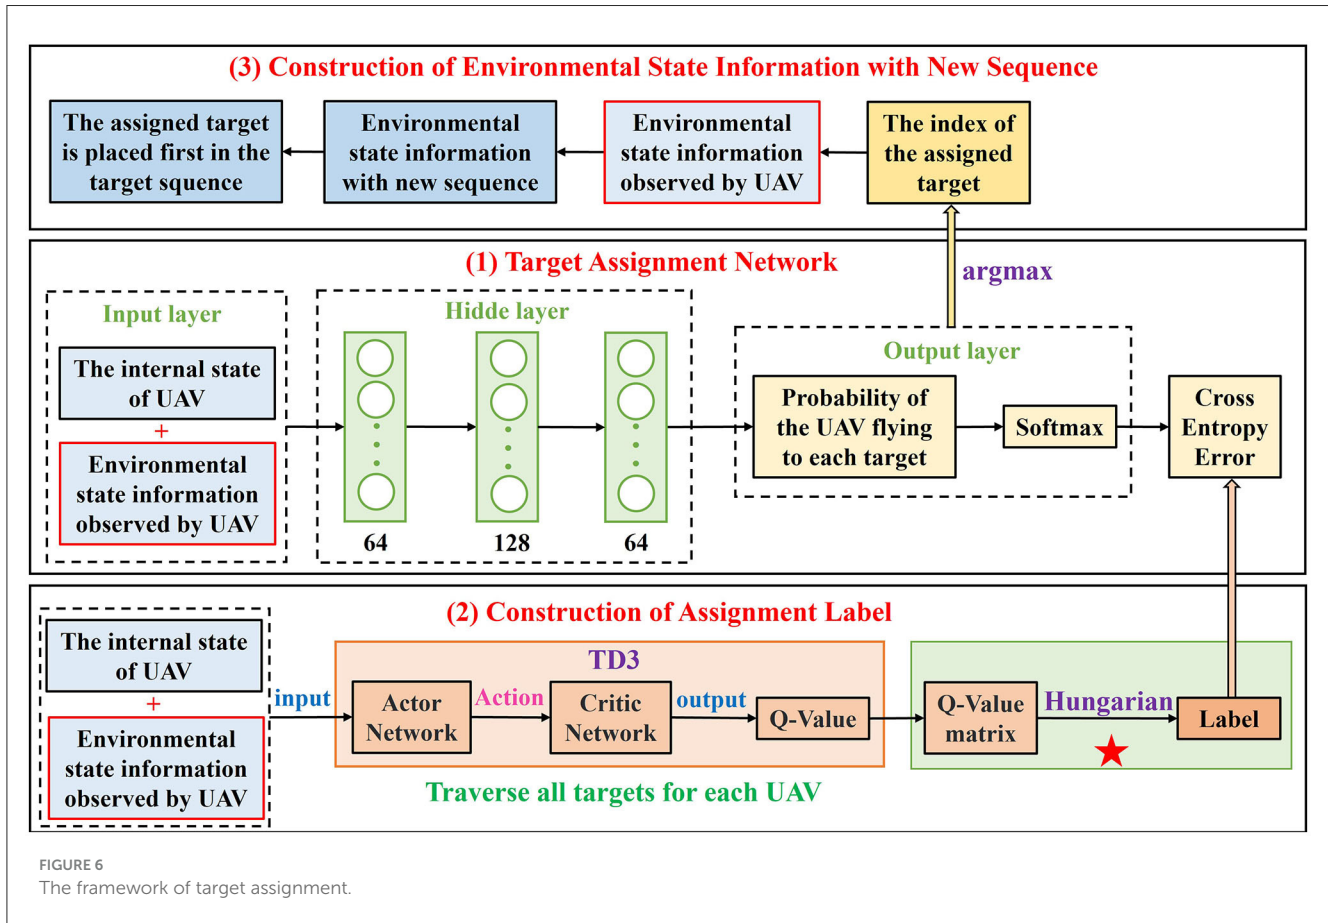 (3) Construction of Environmental State Information with New Sequence
The assigned target
is placed first in the
target squence
Environmental
state information
with new sequence
Environmental
state information
observed by UAV
The index of
the assigned
target
(1) Target Assignment Network
argmax
Input layer
The internal state
of UAV
+
Environmental
state information
observed by UAV
Hidde layer
64
128
64
Output layer
Probability of
the UAV flying
to each target
Softmax
Cross
Entropy
Error
(2) Construction of Assignment Label
The internal state
of UAV
+
Environmental
state information
observed by UAV
input
TD3
Actor
Network
Action
Critic
Network
output
Q-Value
Traverse all targets for each UAV
Q-Value
matrix
Hungarian
Label
FIGURE 6
The framework of target assignment.